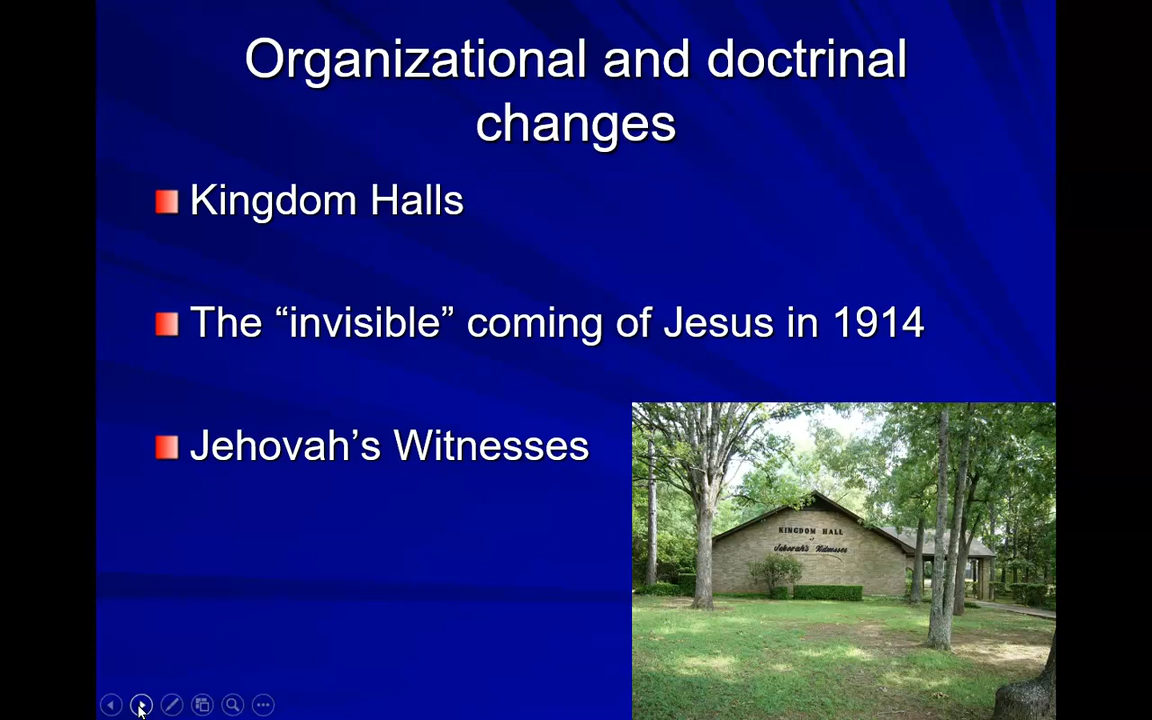 Organizational and doctrinal
changes
Kingdom Halls
The “invisible” coming of Jesus in 1914
Jehovah’s Witnesses
KINGDOM HALL
of
Jehovah's Witnesses